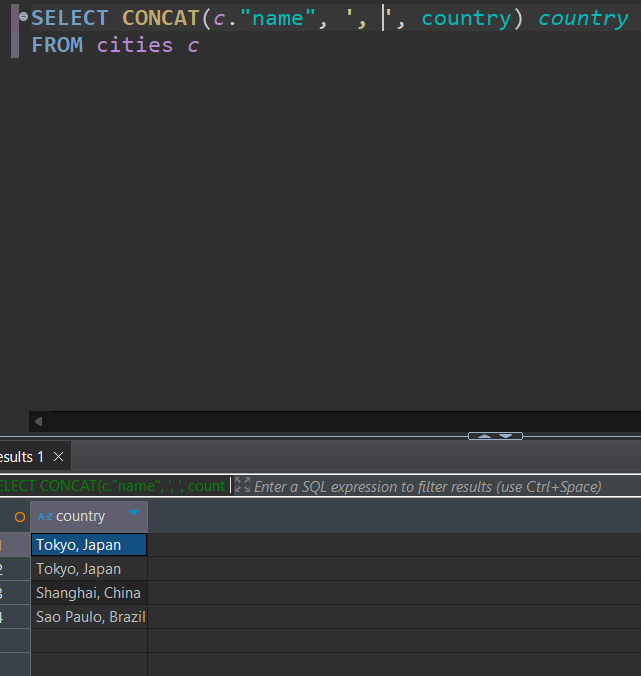 SELECT CONCAT(c."name", ', ', country) country
FROM cities c
esults 1
ELECT CONCAT(c."name", ', ', count
Enter a SQL expression to filter results (use Ctrl+Space)
A-Z country
Tokyo, Japan
2 Tokyo, Japan
3 Shanghai, China
4 Sao Paulo, Brazil